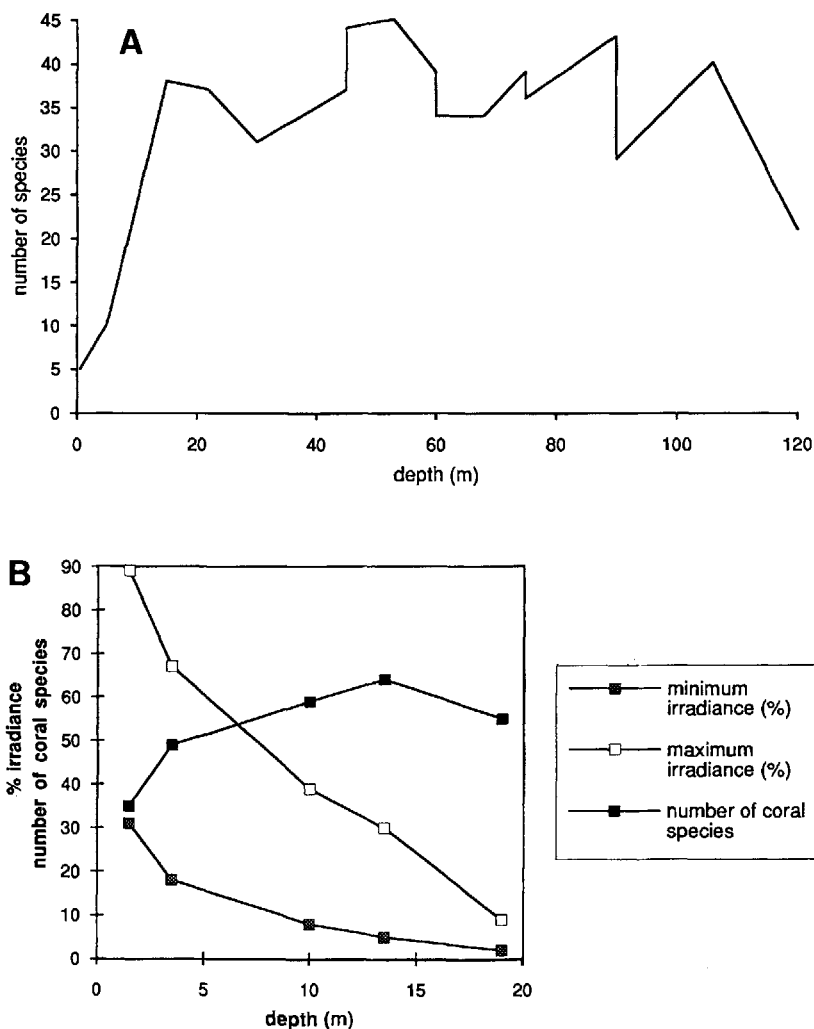 A
45
40
35
30
25
20
15
10
5
0
number of species
0 20 40 60 80 100 120
depth (m)
B
90
80
70
60
50
40
30
20
10
0
% irradiance
number of coral species
0 5 10 15 20
depth (m)
minimum
irradiance (%)
maximum
irradiance (%)
number of coral
species